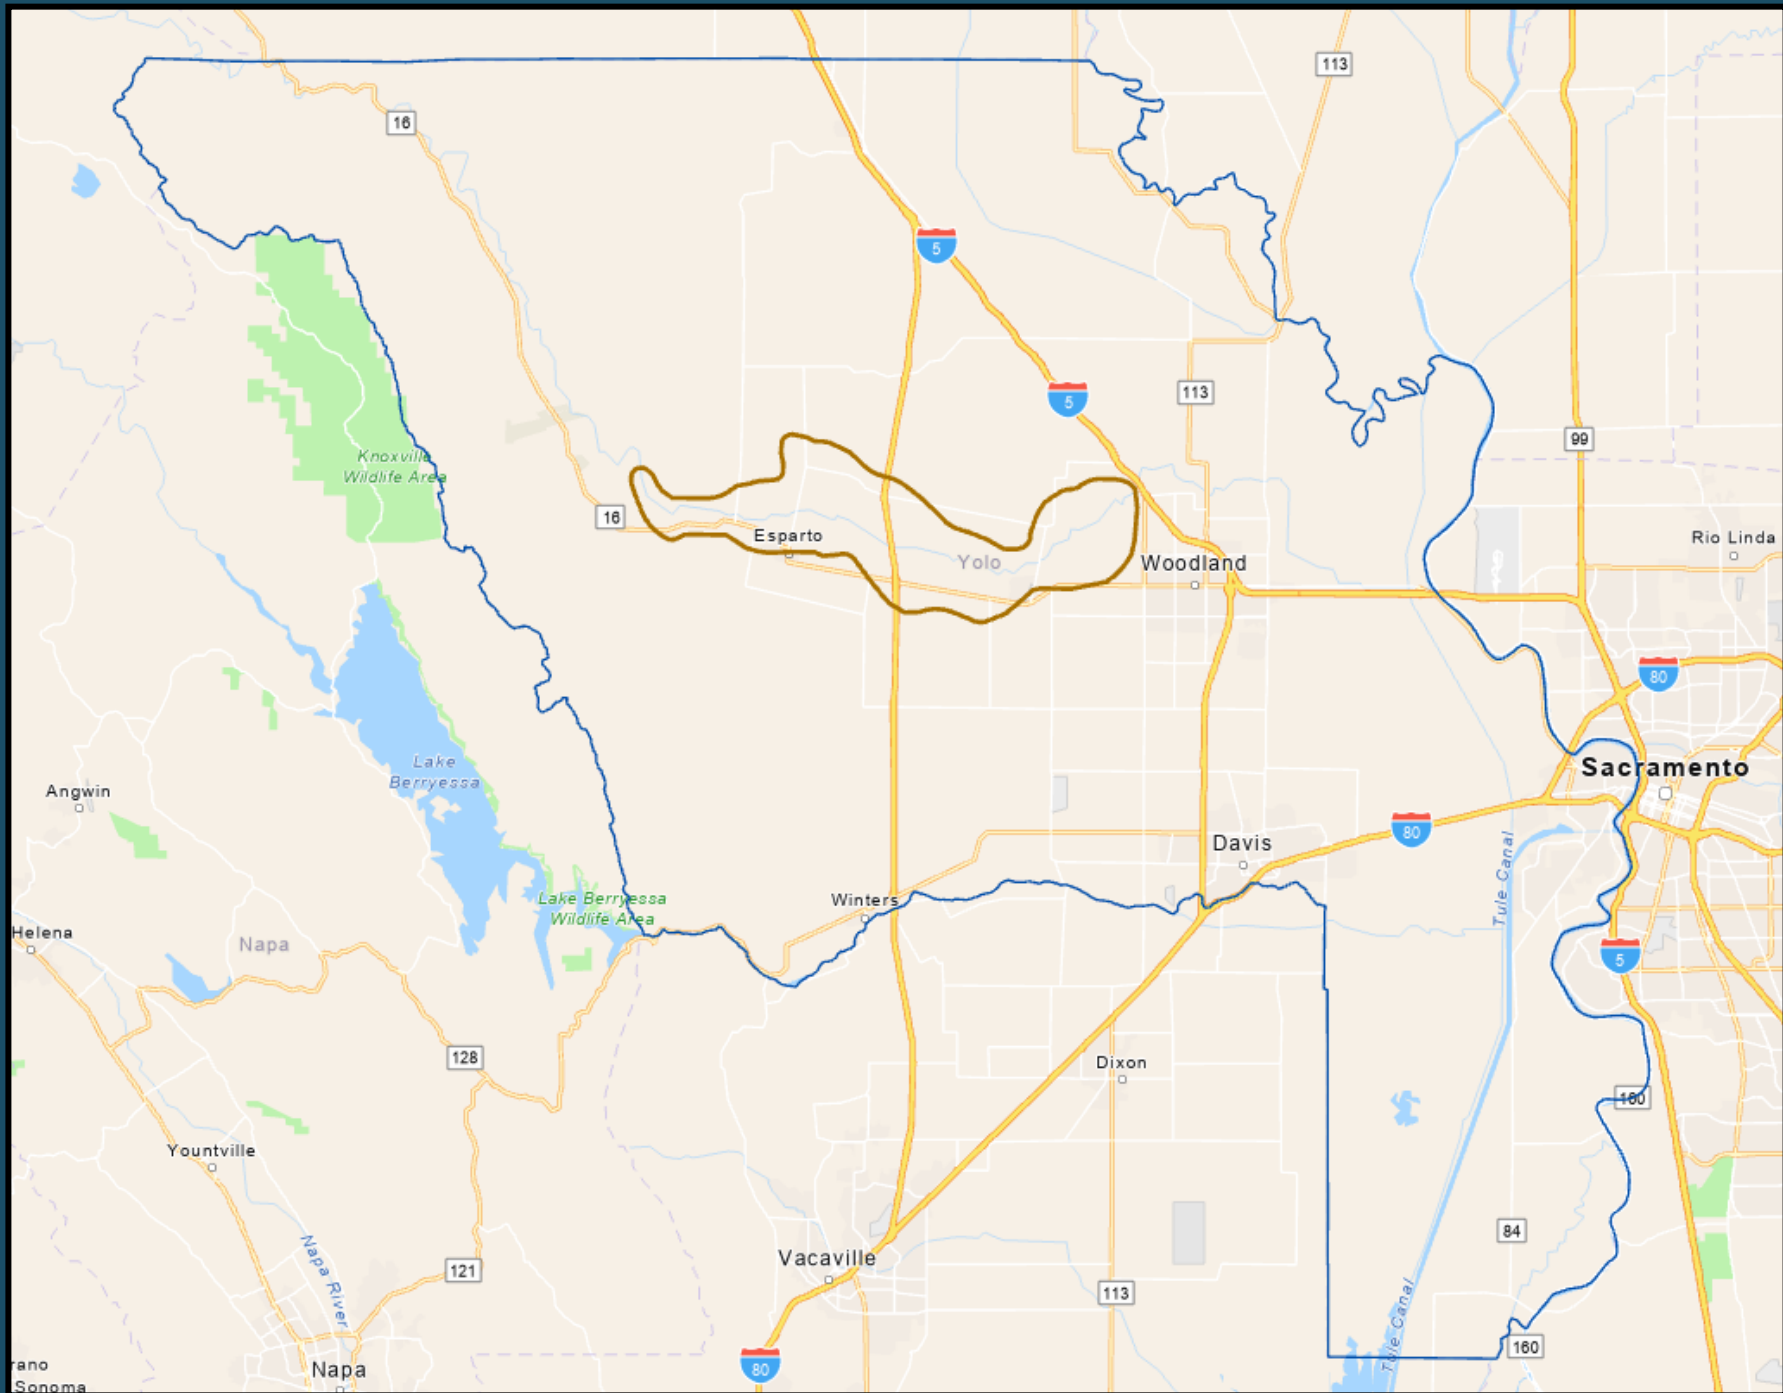 113
16
5
5
113
99
Knoxville
Wildlife Area
16
Esparto
Yolo
Woodland
Rio Linda
80
Lake
Berryessa
Sacramento
Angwin
80
Davis
Tule Canal
Lake Berryessa
Wildlife Area
Winters
Helena
Napa
5
128
Dixon
160
Yountville
84
Napa River
Vacaville
121
113
Tule Canal
160
80
rano
Napa
Sonoma